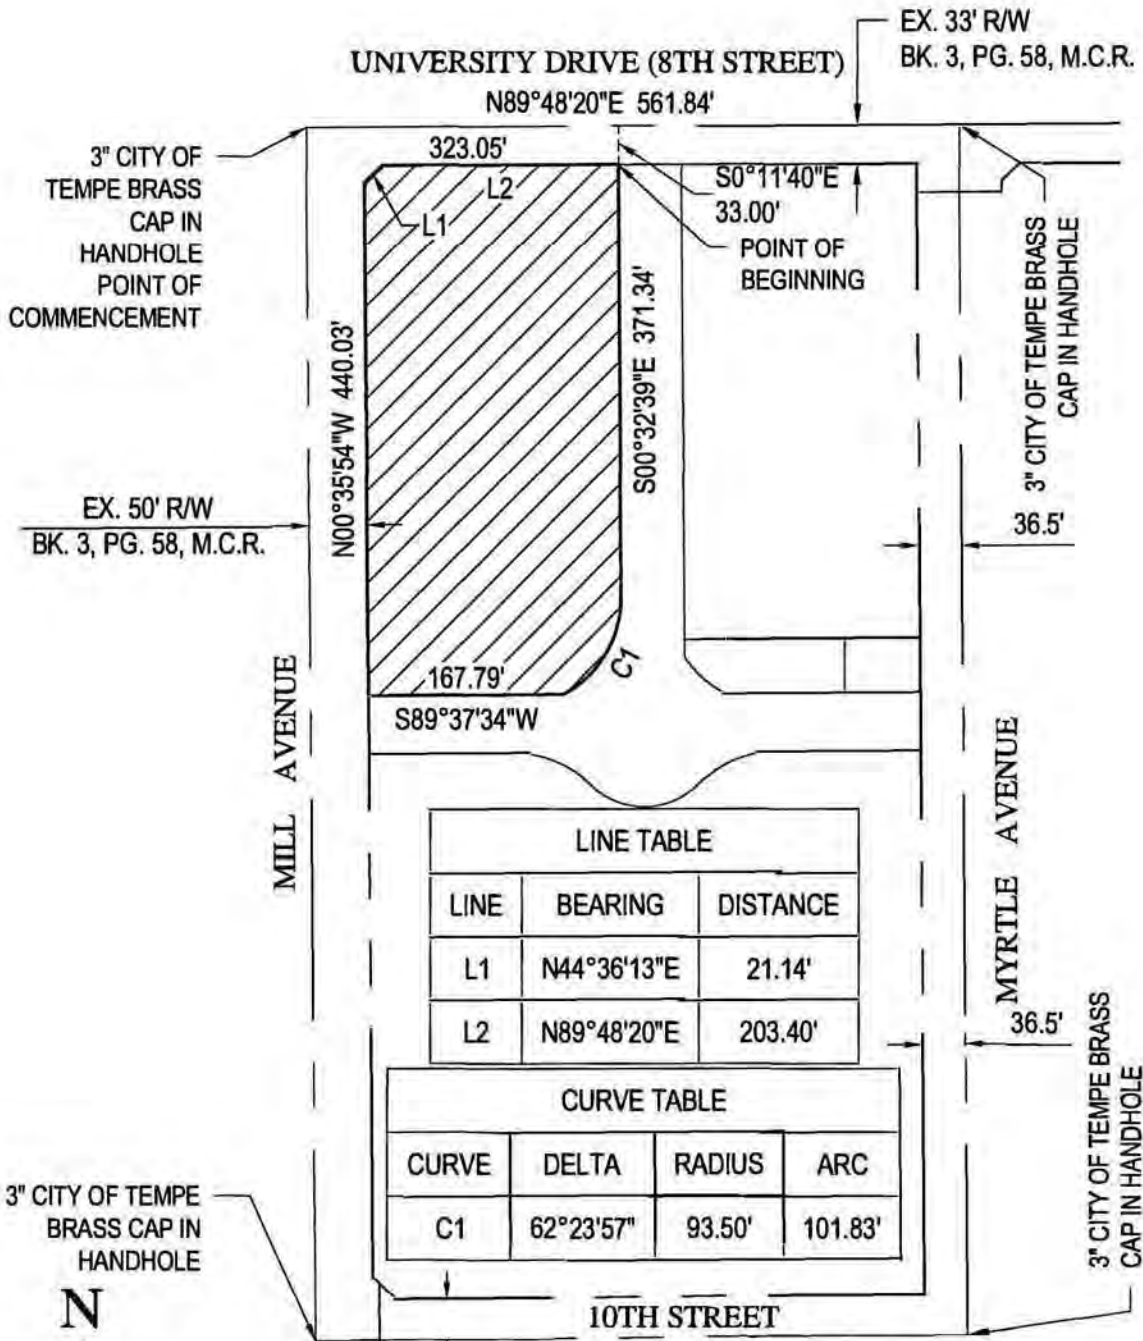 EX. 33' R/W
BK. 3, PG. 58, M.C.R.
UNIVERSITY DRIVE (8TH STREET)
N89°48'20"E 561.84'
3" CITY OF
TEMPE BRASS
CAP IN
HANDHOLE
POINT OF
COMMENCEMENT
323.05'
L2
L1
S0°11'40"E
33.00'
POINT OF
BEGINNING
3" CITY OF TEMPE BRASS
CAP IN HANDHOLE
N00°35'54"W 440.03'
S00°32'39"E 371.34'
EX. 50' R/W
BK. 3, PG. 58, M.C.R.
36.5'
C1
167.79'
S89°37'34"W
MILL AVENUE
MYRTLE AVENUE
LINE TABLE
LINE BEARING DISTANCE
L1 N44°36'13"E 21.14'
L2 N89°48'20"E 203.40'
36.5'
CURVE TABLE
CURVE DELTA RADIUS ARC
C1 62°23'57" 93.50' 101.83'
3" CITY OF TEMPE BRASS
CAP IN HANDHOLE
3" CITY OF TEMPE
BRASS CAP IN
HANDHOLE
N
10TH STREET